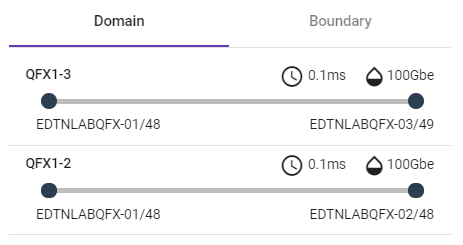 Domain Boundary
QFX1-3 0.1ms 100Gbe
EDTNLABQFX-01/48 EDTNLABQFX-03/49
QFX1-2 0.1ms 100Gbe
EDTNLABQFX-01/48 EDTNLABQFX-02/48